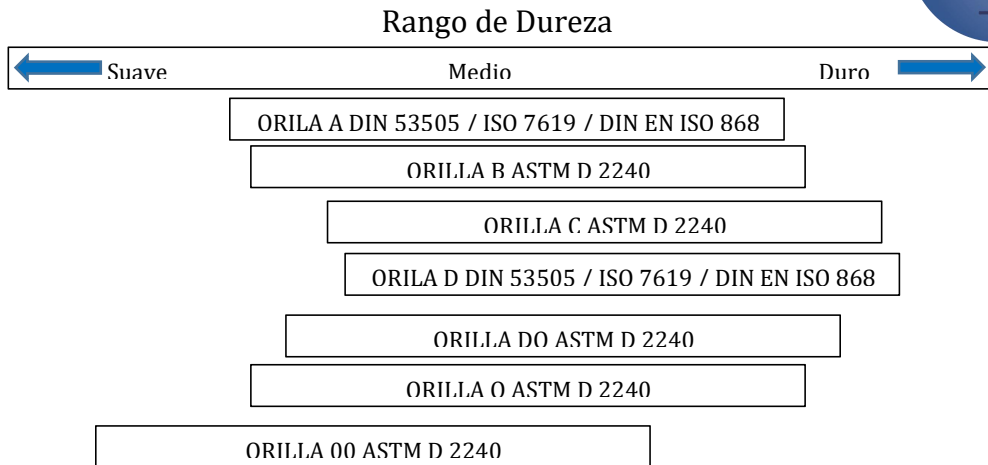 Rango de Dureza
Suave Medio Duro
ORILA A DIN 53505 / ISO 7619 / DIN EN ISO 868
ORILLA B ASTM D 2240
ORILLA C ASTM D 2240
ORILA D DIN 53505 / ISO 7619 / DIN EN ISO 868
ORILLA DO ASTM D 2240
ORILLA O ASTM D 2240
ORILLA 00 ASTM D 2240